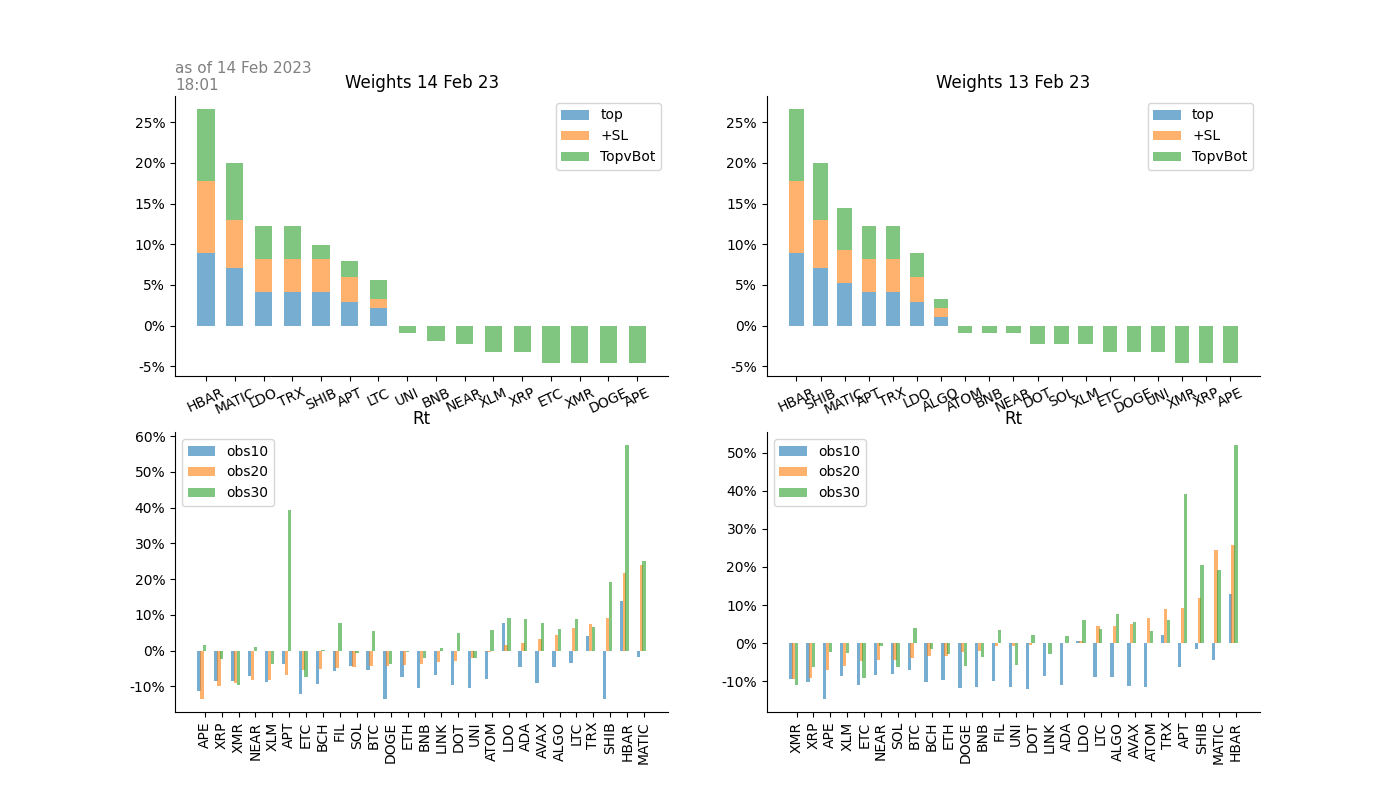 as of 14 Feb 2023
18:01
Weights 14 Feb 23
25%
20%
15%
10%
5%
0%
-5%
top
+SL
TopvBot
HBAR MATIC LDO TRX SHIB APT LTC UNI BNB NEAR XLM XRP ETC XMR DOGE APE
Weights 13 Feb 23
25%
20%
15%
10%
5%
0%
-5%
top
+SL
TopvBot
HBAR SHIB MATIC APT TRX LDO ALGO ATOM BNB NEAR DOT SOL XLM ETC DOGE UNI XMR XRP APE
Rt
60%
50%
40%
30%
20%
10%
0%
-10%
obs10
obs20
obs30
APE XRP XMR NEAR XLM APT ETC BCH FIL SOL BTC DOGE ETH BNB LINK DOT UNI ATOM LDO ADA AVAX ALGO LTC TRX SHIB HBAR MATIC
Rt
50%
40%
30%
20%
10%
0%
-10%
obs10
obs20
obs30
XMR XRP APE XLM ETC NEAR SOL BTC BCH ETH DOGE BNB FIL UNI DOT LINK ADA LDO LTC ALGO AVAX ATOM TRX APT SHIB MATIC HBAR